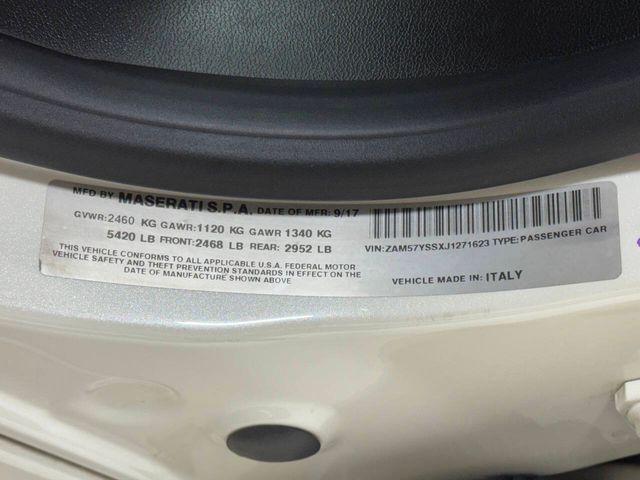 MFD BY MASERATI S.P.A. DATE OF MFR: 9/17
GVWR:2460 KG GAWR:1120 KG GAWR 1340 KG
5420 LB FRONT:2468 LB REAR: 2952 LB
THIS VEHICLE CONFORMS TO ALL APPLICABLE U.S.A. FEDERAL MOTOR
VEHICLE SAFETY AND THEFT PREVENTION STANDARDS IN EFFECT ON THE
DATE OF MANUFACTURE SHOWN ABOVE
VIN:ZAM57YSSXJ1271623 TYPE:PASSENGER CAR
VEHICLE MADE IN: ITALY